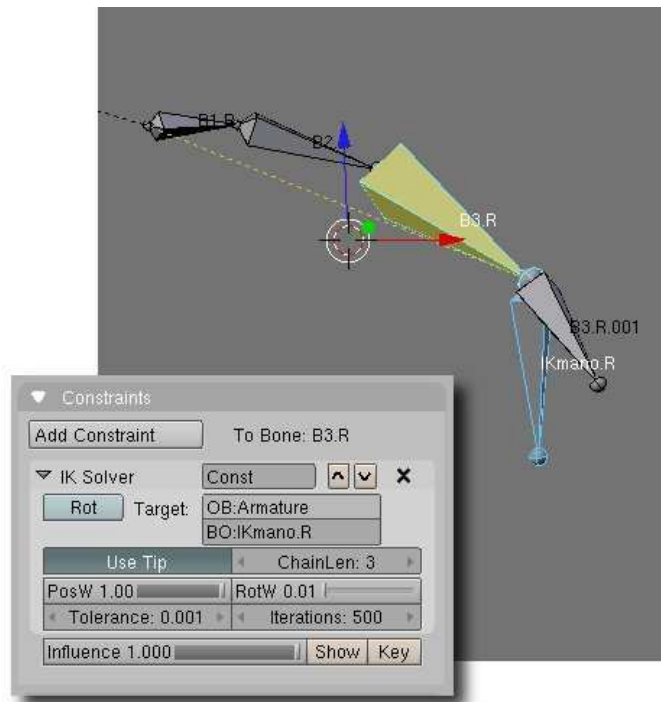 B1.R
B2
B3.R
B3.R.001
IKmano.R
Constraints
Add Constraint To Bone: B3.R
IK Solver Const
Rot Target: OB:Armature
BO:IKmano.R
Use Tip ChainLen: 3
PosW 1.00 RotW 0.01
Tolerance: 0.001 Iterations: 500
Influence 1.000 Show Key